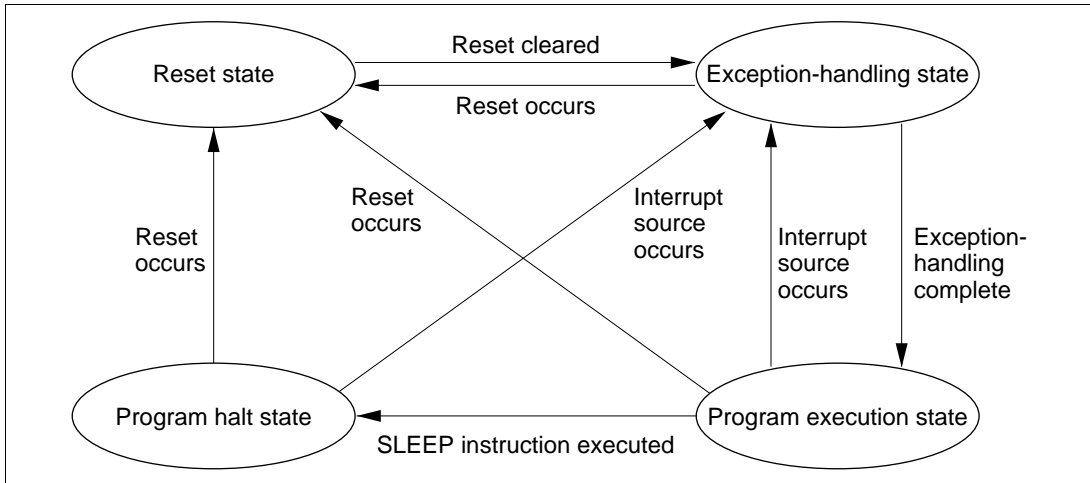 Reset cleared
Reset state
Exception-handling state
Reset occurs
Reset
occurs
Interrupt
source
occurs
Reset
occurs
Interrupt
source
occurs
Exception-
handling
complete
Program halt state
Program execution state
SLEEP instruction executed